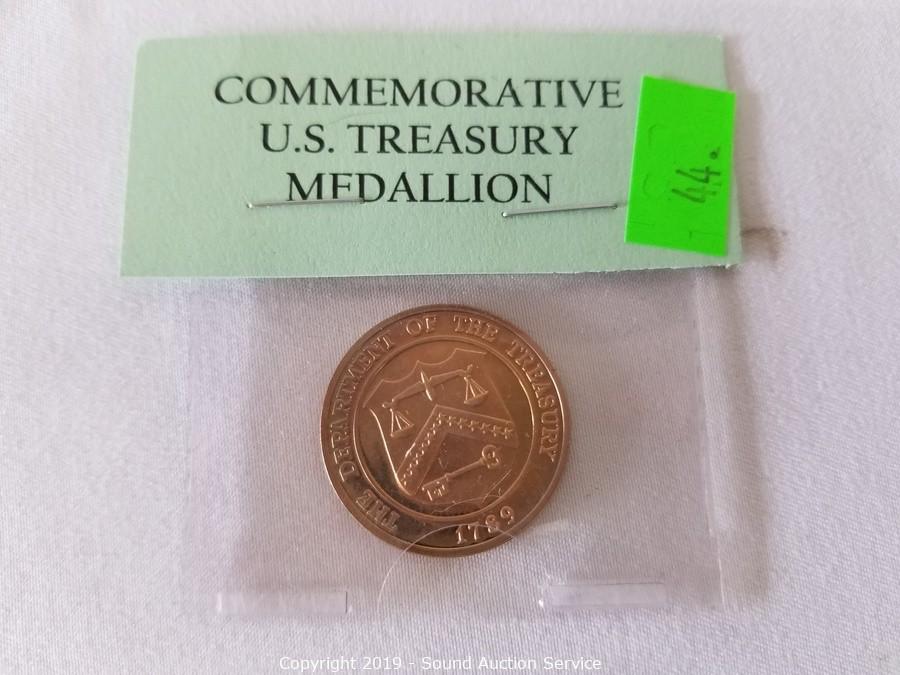 COMMEMORATIVE
U.S. TREASURY
MEDALLION
44.
THE DEPARTMENT OF THE TREASURY
1789
Copyright 2019 - Sound Auction Service